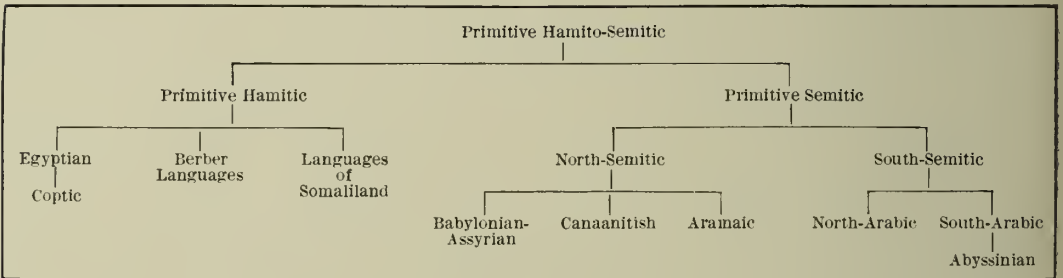 Primitive Hamito-Semitic
Primitive Hamitic
Primitive Semitic
Egyptian
Berber
Languages
Languages
of
Somaliland
North-Semitic
South-Semitic
Coptic
Babylonian-
Assyrian
Canaanitish
Aramaic
North-Arabic
South-Arabic
Abyssinian